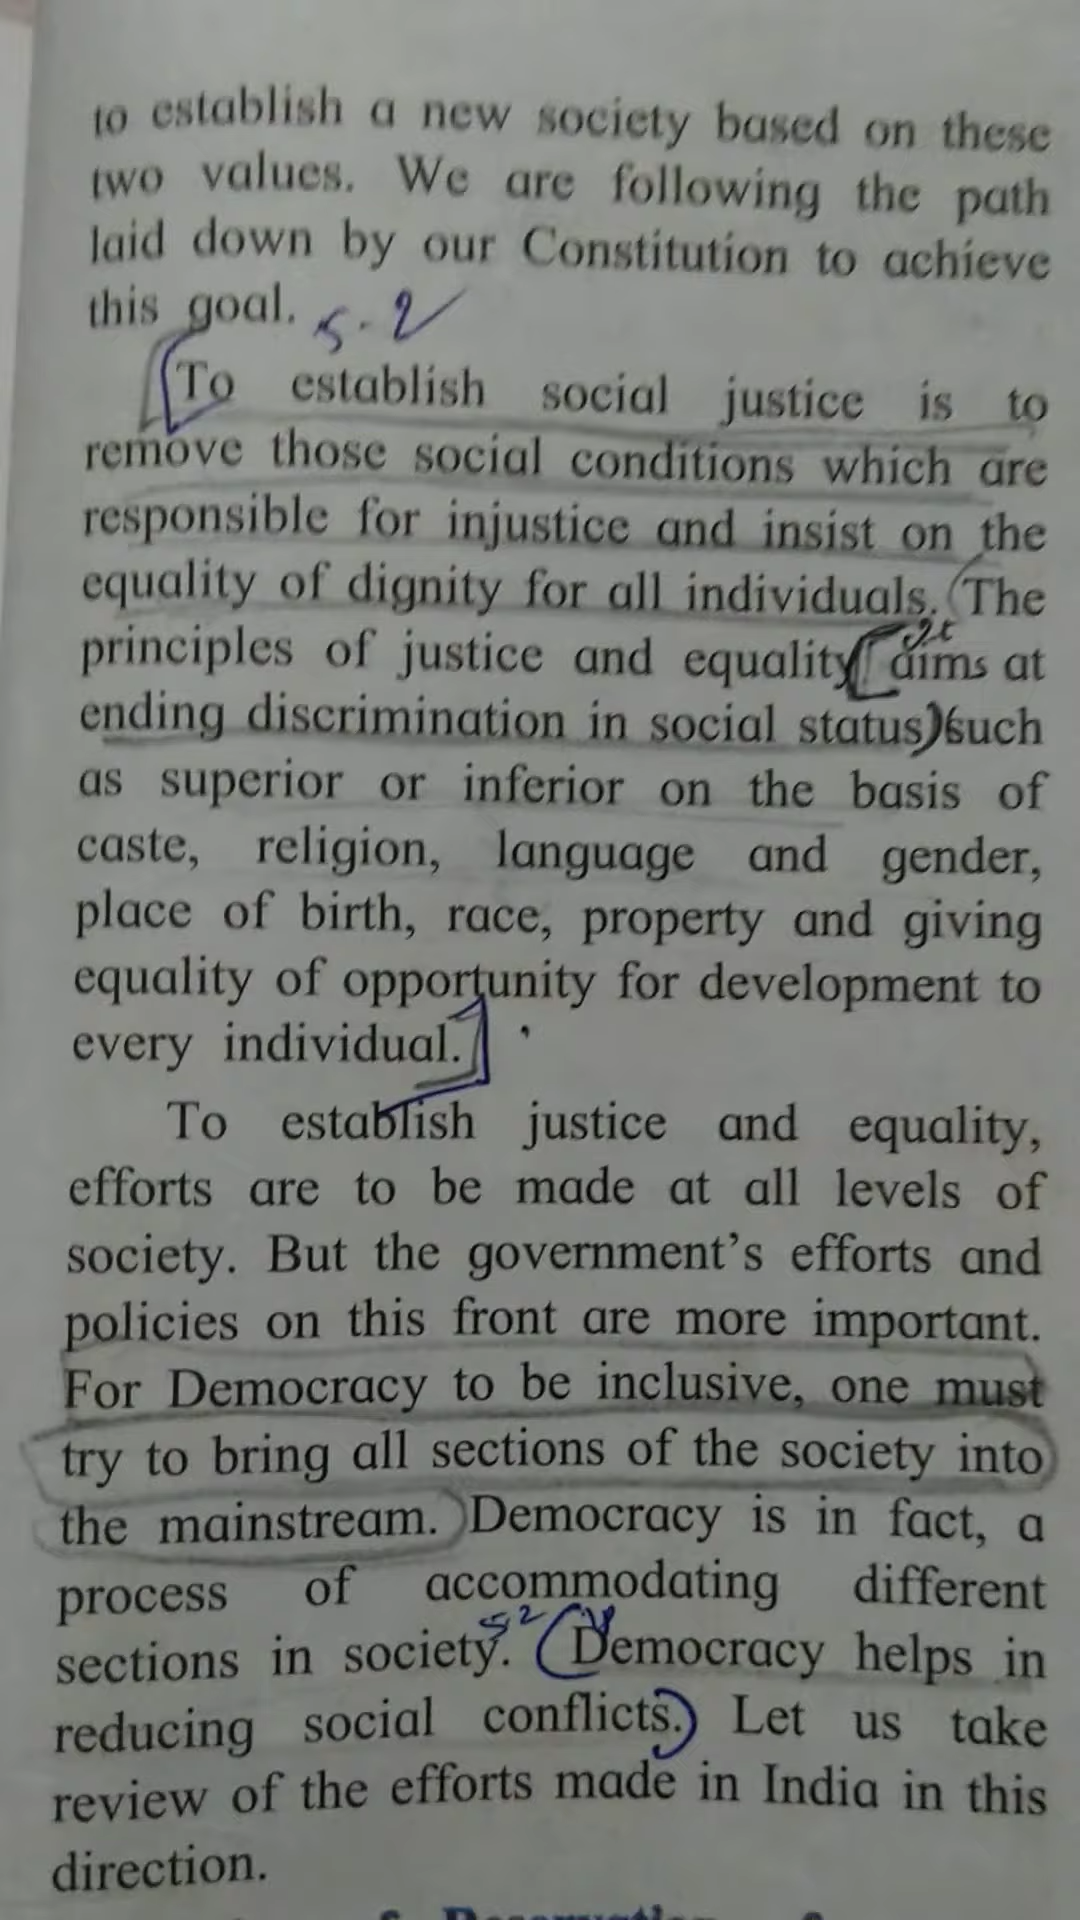 to establish a new society based on these
two values. We are following the path
laid down by our Constitution to achieve
this goal. 5.2
To establish social justice is to
remove those social conditions which are
responsible for injustice and insist on the
equality of dignity for all individuals. (The
principles of justice and equality [aims at
ending discrimination in social status) such
as superior or inferior on the basis of
caste, religion, language and gender,
place of birth, race, property and giving
equality of opportunity for development to
every individual.]
To establish justice and equality,
efforts are to be made at all levels of
society. But the government's efforts and
policies on this front are more important.
For Democracy to be inclusive, one must
try to bring all sections of the society into
the mainstream. Democracy is in fact, a
process of accommodating different
sections in society. (Democracy helps in
reducing social conflicts.) Let us take
review of the efforts made in India in this
direction.